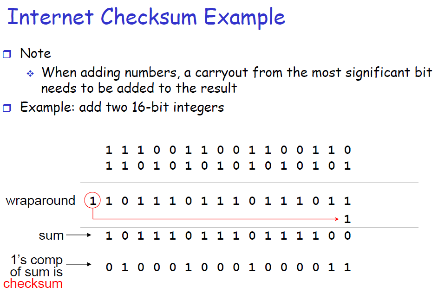 Internet Checksum Example
Note
When adding numbers, a carryout from the most significant bit
needs to be added to the result
Example: add two 16-bit integers
1 1 1 0 0 1 1 0 0 1 1 0 0 1 1 0
1 1 0 1 0 1 0 1 0 1 0 1 0 1 0 1
wraparound 1 1 0 1 1 1 0 1 1 1 0 1 1 1 0 1 1
1
sum 1 0 1 1 1 0 1 1 1 0 1 1 1 1 0 0
1's comp
of sum is 0 1 0 0 0 1 0 0 0 1 0 0 0 0 1 1
checksum